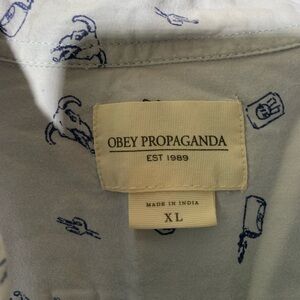 OBEY PROPAGANDA
EST 1989
MADE IN INDIA
XL